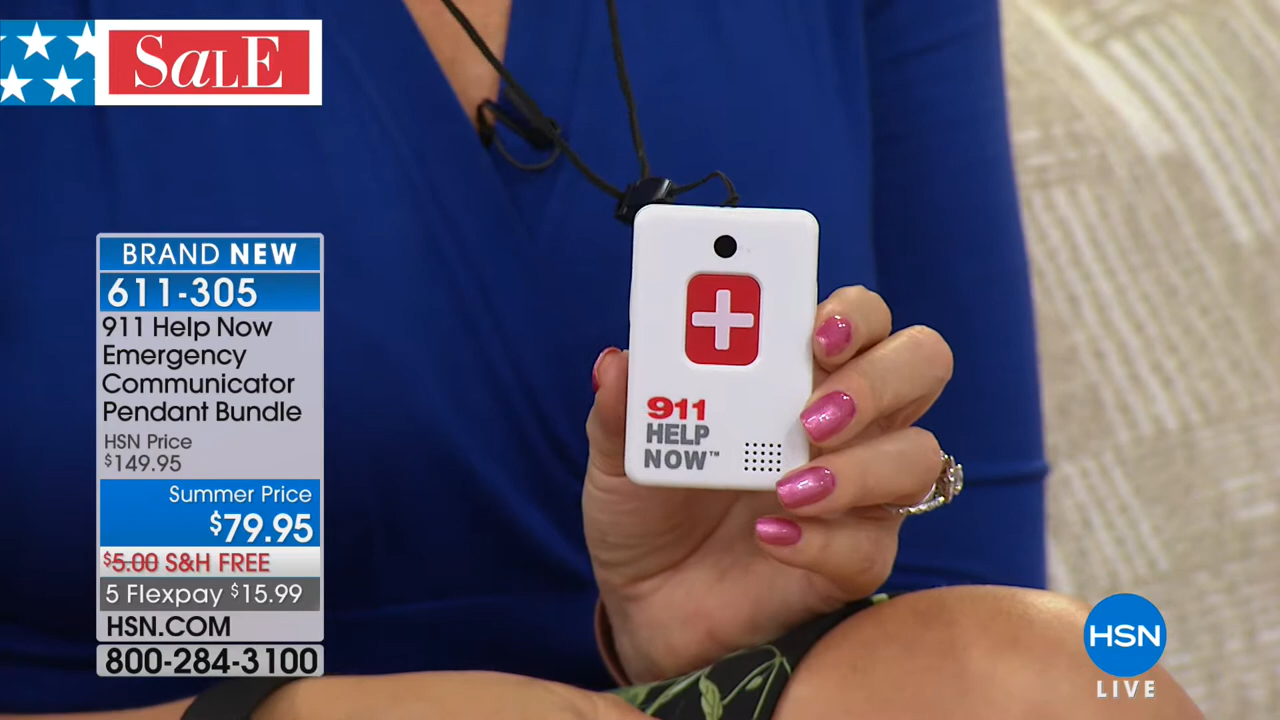 SaLE
BRAND NEW
611-305
911 Help Now
Emergency
Communicator
Pendant Bundle
HSN Price
$149.95
Summer Price
$79.95
$5.00 S&H FREE
5 Flexpay $15.99
HSN.COM
800-284-3100
911
HELP
NOW™
HSN
LIVE